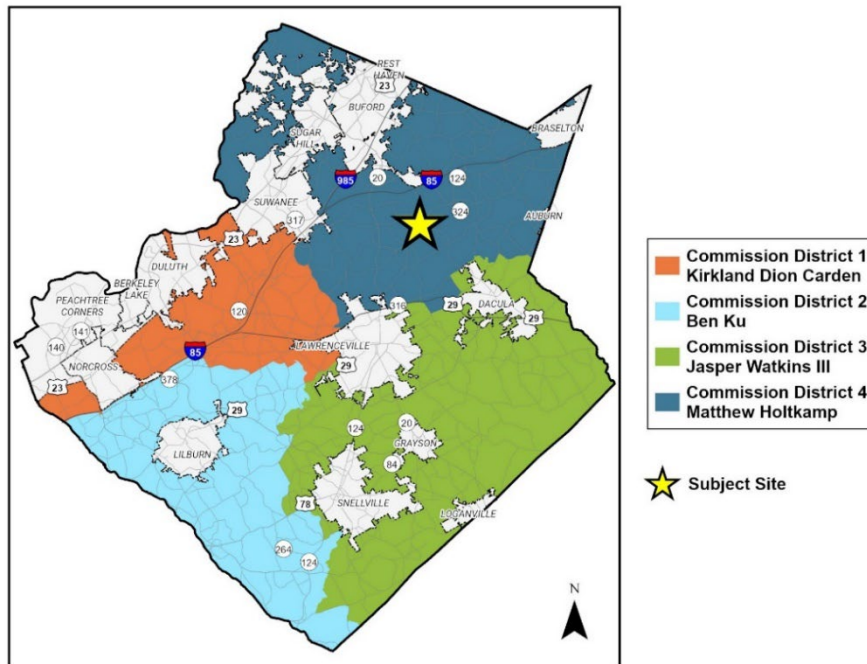 REST
HAVEN
23
BUFORD
SUGAR
HILL
BRASELTON
985
20
85
124
SUWANEE
324
317
AUBURN
23
DULUTH
BERKELEY
LAKE
PEACHTREE
CORNERS
120
316
29
DACULA
29
141
140
NORCROSS
85
LAWRENCEVILLE
29
23
378
29
LILBURN
124
20
GRAYSON
84
78
SNELLVILLE
LOGANVILLE
264
124
N
Commission District 1
Kirkland Dion Carden
Commission District 2
Ben Ku
Commission District 3
Jasper Watkins III
Commission District 4
Matthew Holtkamp
Subject Site